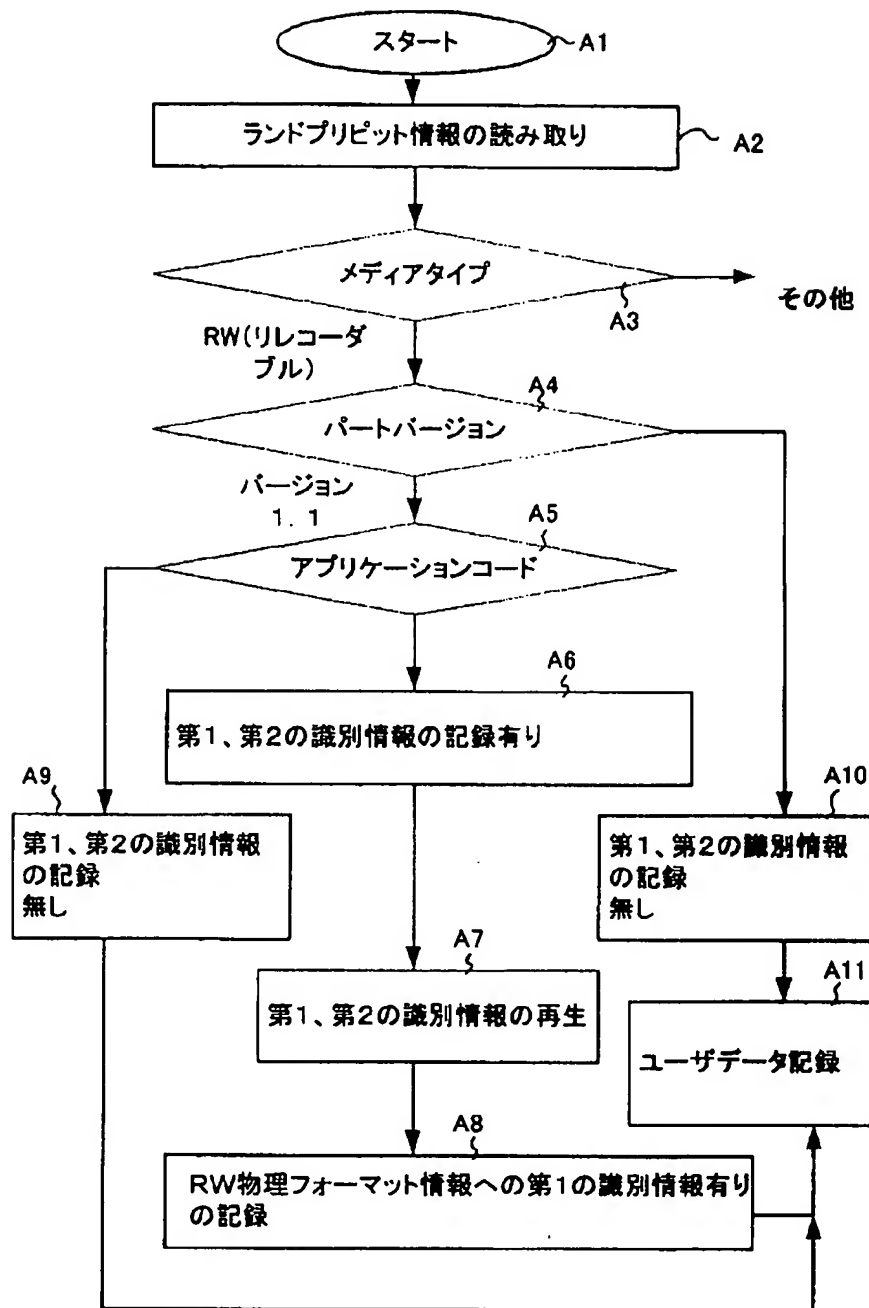 スタート
A1
ランドプリピット情報の読み取り
A2
メディアタイプ
A3
その他
RW(リレコーダ
ブル)
A4
パートバージョン
バージョン
1. 1
A5
アプリケーションコード
A6
第1、第2の識別情報の記録有り
A9
第1、第2の識別情報
の記録
無し
A10
第1、第2の識別情報
の記録
無し
A7
第1、第2の識別情報の再生
A11
ユーザデータ記録
A8
RW物理フォーマット情報への第1の識別情報有り
の記録